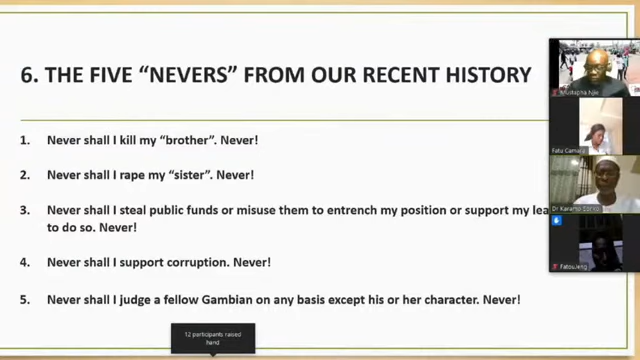 6. THE FIVE “NEVERS” FROM OUR RECENT HISTORY
1. Never shall I kill my “brother”. Never!
2. Never shall I rape my “sister”. Never!
3. Never shall I steal public funds or misuse them to entrench my position or support my lea
to do so. Never!
4. Never shall I support corruption. Never!
5. Never shall I judge a fellow Gambian on any basis except his or her character. Never!
Mustapha Njie
Fatu Camara
Dr Karamo
FatouJeng
12 participants raised
hand